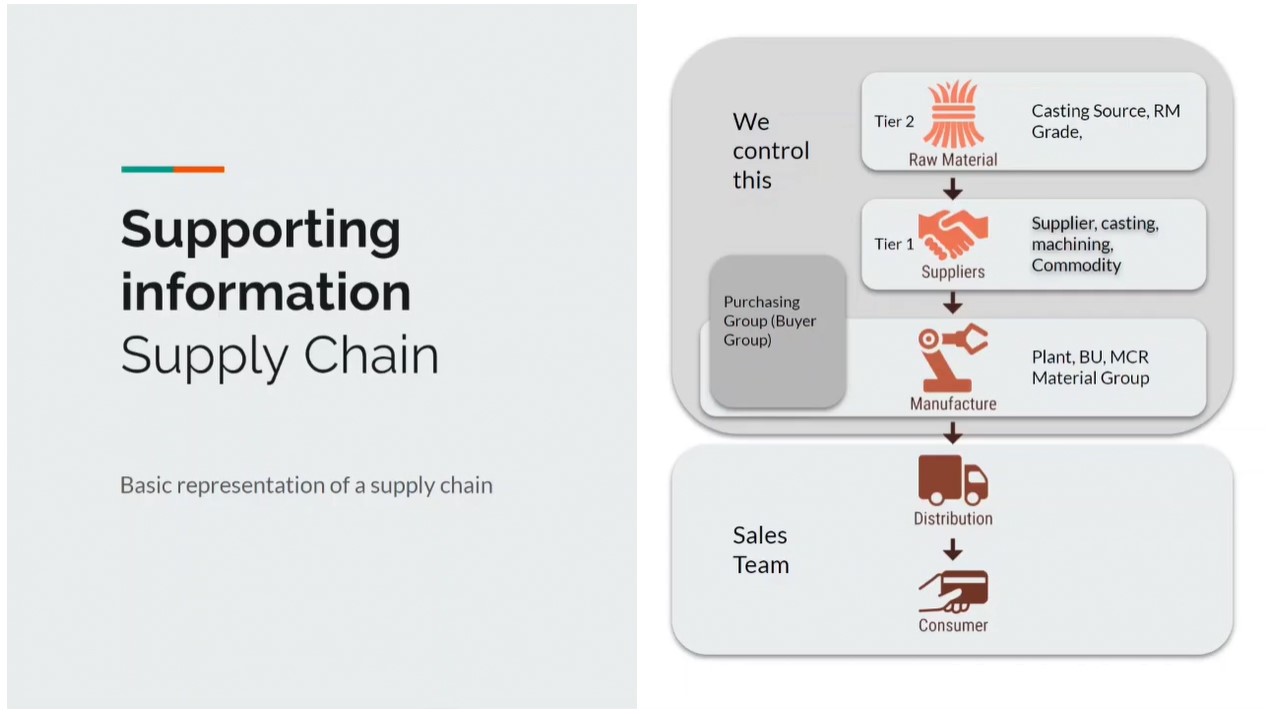 Supporting
information
Supply Chain
Basic representation of a supply chain
We
control
this
Tier 2
Raw Material
Casting Source, RM
Grade,
Tier 1
Suppliers
Supplier, casting,
machining,
Commodity
Purchasing
Group (Buyer
Group)
Manufacture
Plant, BU, MCR
Material Group
Sales
Team
Distribution
Consumer